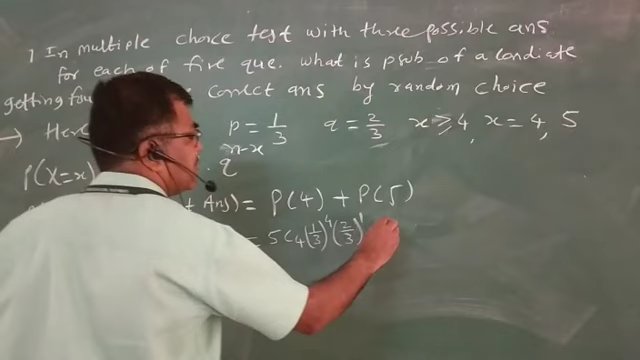 1 In multiple choice test with three possible ans
for each of five que. what is prob of a candiate
getting fou correct ans by random choice
→ Here p = 1/3 q = 2/3 x ≥ 4, x = 4, 5
P(X=x) n-x q
t Ans) = P(4) + P(5)
= 5C4 (1/3)^4 (2/3)^1